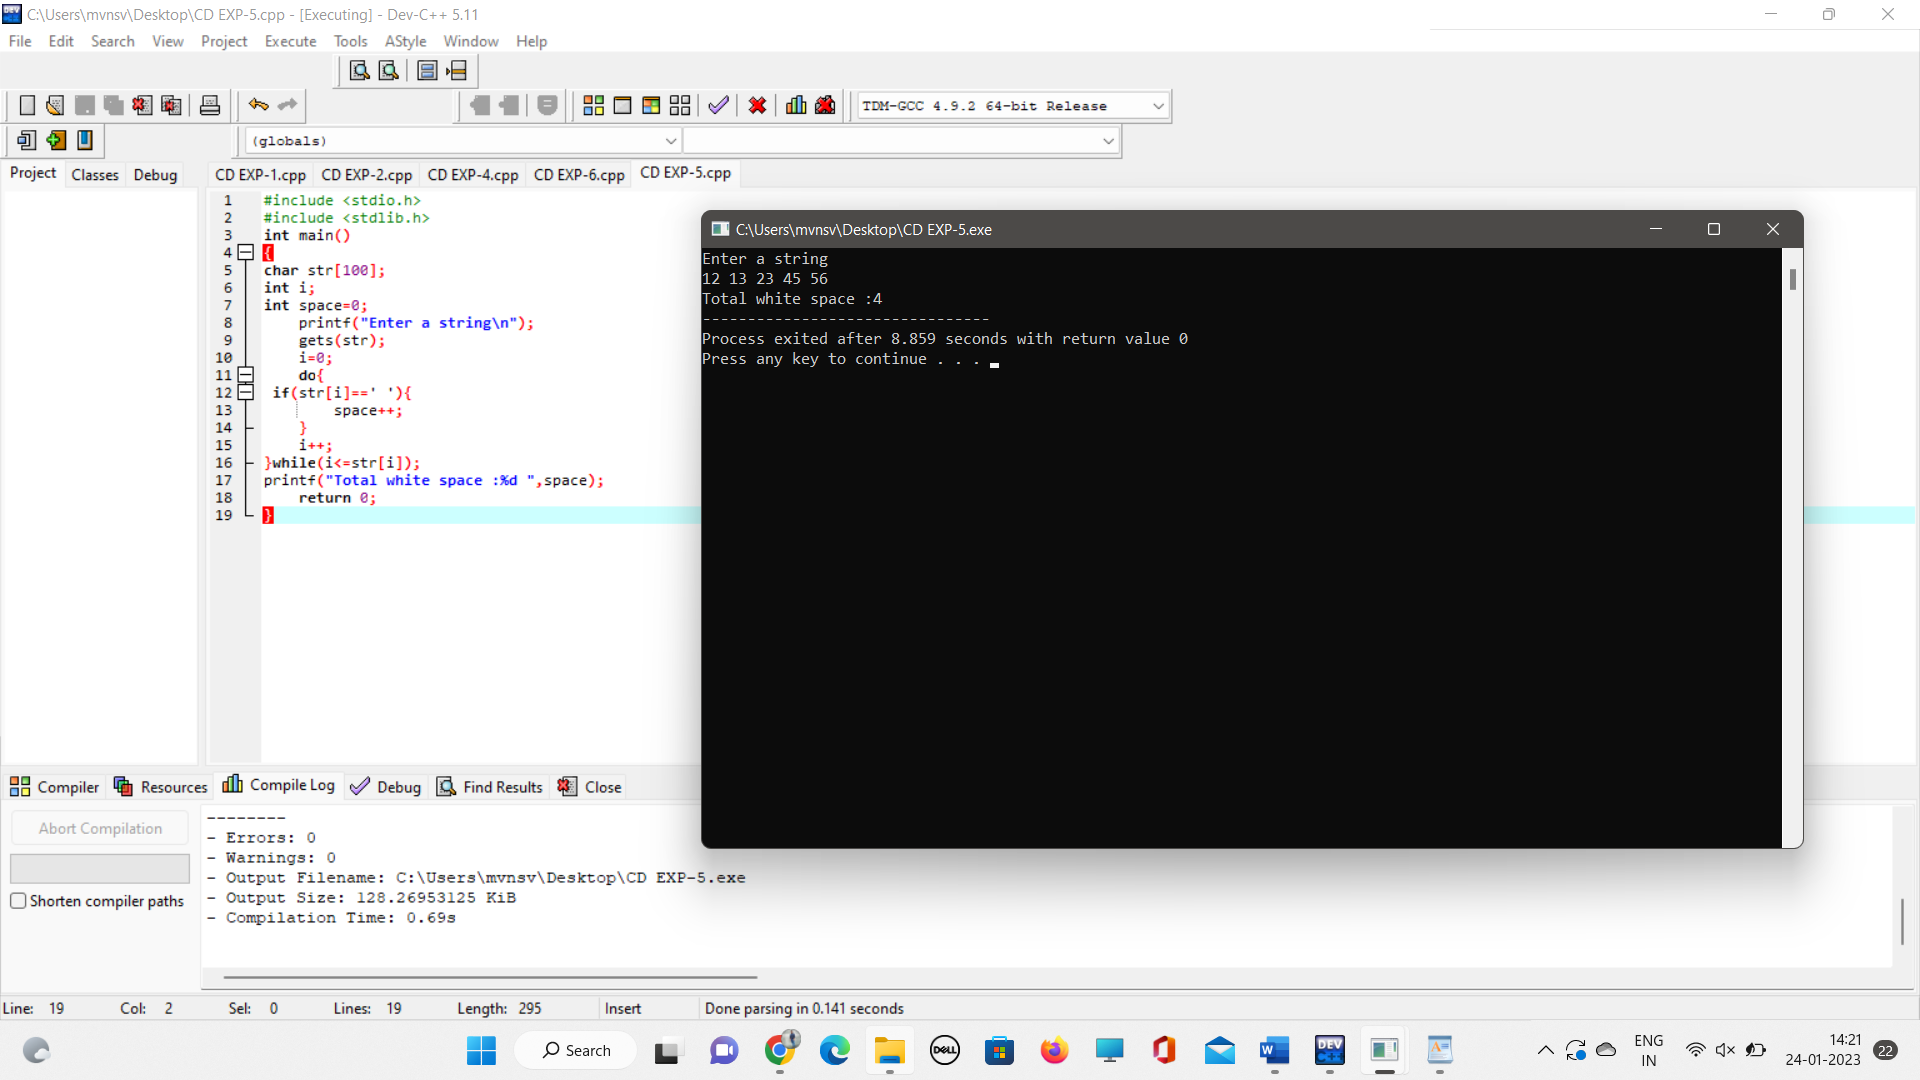 C:\Users\mvnsv\Desktop\CD EXP-5.cpp - [Executing] - Dev-C++ 5.11
File Edit Search View Project Execute Tools AStyle Window Help
TDM-GCC 4.9.2 64-bit Release
(globals)
Project Classes Debug
CD EXP-1.cpp CD EXP-2.cpp CD EXP-4.cpp CD EXP-6.cpp CD EXP-5.cpp
1 #include <stdio.h>
2 #include <stdlib.h>
3 int main()
4 {
5 char str[100];
6 int i;
7 int space=0;
8 printf("Enter a string\n");
9 gets(str);
10 i=0;
11 do{
12 if(str[i]==' '){
13 space++;
14 }
15 i++;
16 }while(i<=str[i]);
17 printf("Total white space :%d ",space);
18 return 0;
19 }
C:\Users\mvnsv\Desktop\CD EXP-5.exe
Enter a string
12 13 23 45 56
Total white space :4
--------------------------------
Process exited after 8.859 seconds with return value 0
Press any key to continue . . .
Compiler Resources Compile Log Debug Find Results Close
Abort Compilation
Shorten compiler paths
--------
- Errors: 0
- Warnings: 0
- Output Filename: C:\Users\mvnsv\Desktop\CD EXP-5.exe
- Output Size: 128.26953125 KiB
- Compilation Time: 0.69s
Line: 19 Col: 2 Sel: 0 Lines: 19 Length: 295 Insert Done parsing in 0.141 seconds
Search
DELL
W
DEV C++
ENG
IN
14:21
24-01-2023
22